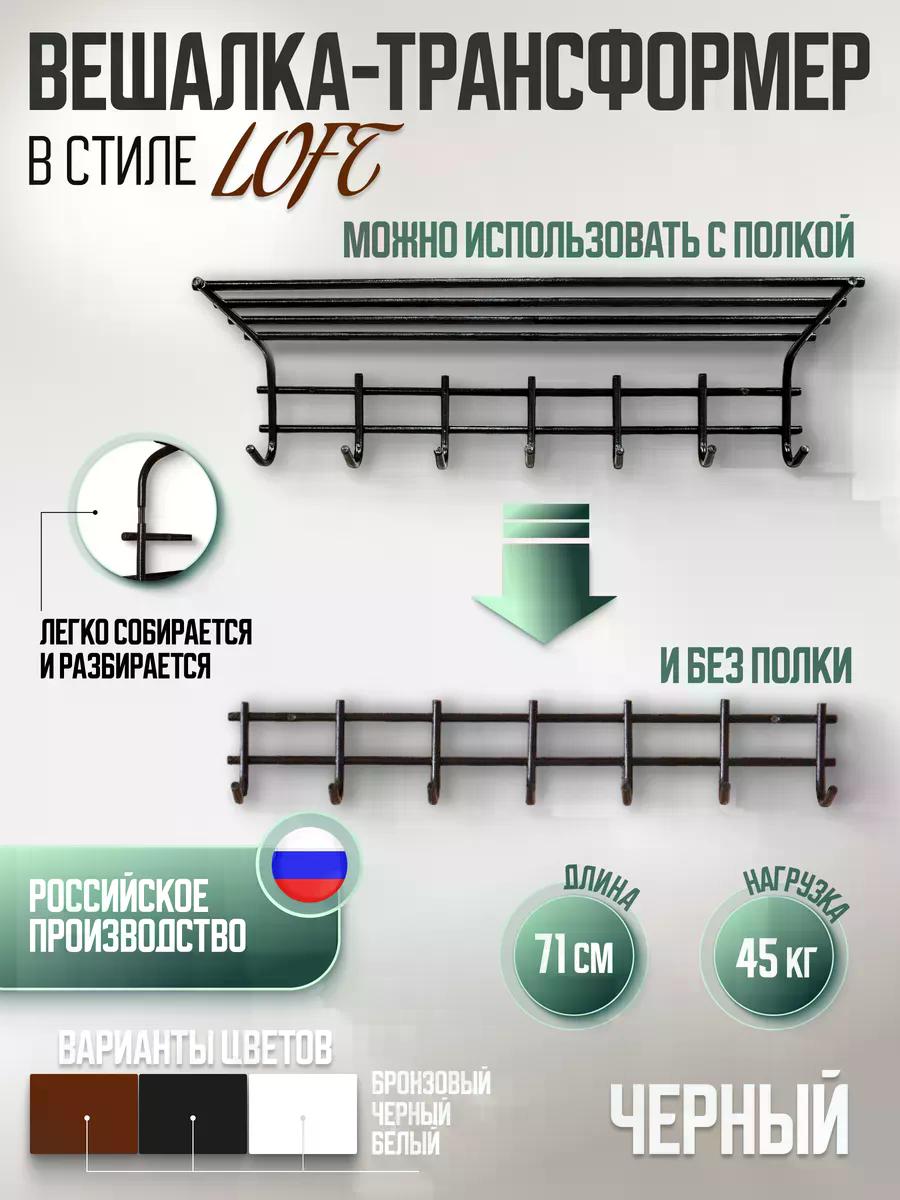 ВЕШАЛКА-ТРАНСФОРМЕР
В СТИЛЕ LOFT
МОЖНО ИСПОЛЬЗОВАТЬ С ПОЛКОЙ
ЛЕГКО СОБИРАЕТСЯ
И РАЗБИРАЕТСЯ
И БЕЗ ПОЛКИ
РОССИЙСКОЕ
ПРОИЗВОДСТВО
ДЛИНА
71 СМ
НАГРУЗКА
45 КГ
ВАРИАНТЫ ЦВЕТОВ
БРОНЗОВЫЙ
ЧЕРНЫЙ
БЕЛЫЙ
ЧЕРНЫЙ